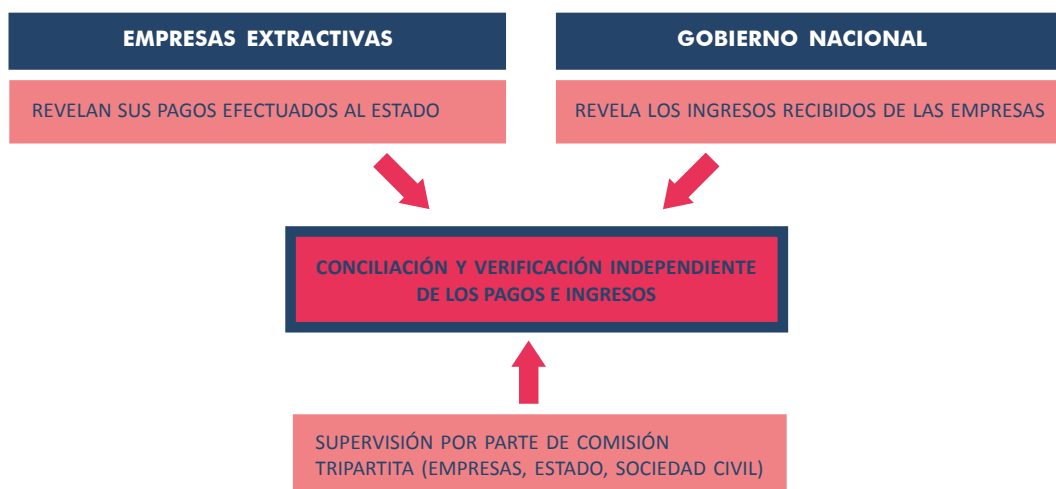 EMPRESAS EXTRACTIVAS
REVELAN SUS PAGOS EFECTUADOS AL ESTADO
GOBIERNO NACIONAL
REVELA LOS INGRESOS RECIBIDOS DE LAS EMPRESAS
CONCILIACIÓN Y VERIFICACIÓN INDEPENDIENTE
DE LOS PAGOS E INGRESOS
SUPERVISIÓN POR PARTE DE COMISIÓN
TRIPARTITA (EMPRESAS, ESTADO, SOCIEDAD CIVIL)